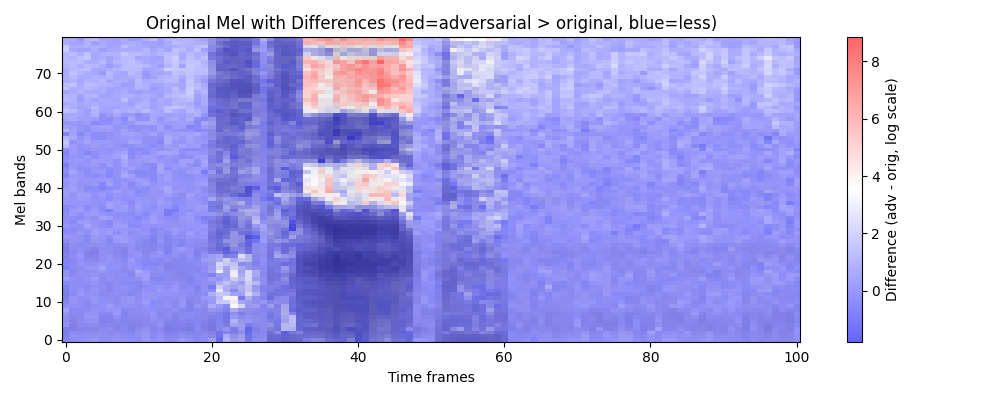 Original Mel with Differences (red=adversarial > original, blue=less)
Mel bands
70
60
50
40
30
20
10
0
0 20 40 60 80 100
Time frames
8
6
4
2
0
Difference (adv - orig, log scale)